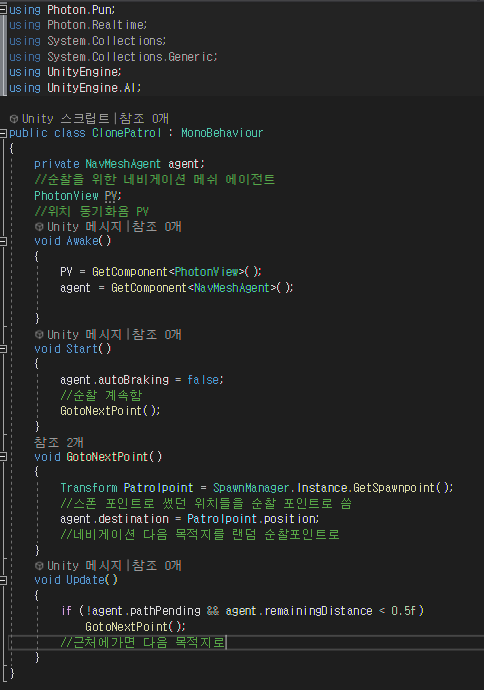 using Photon.Pun;
using Photon.Realtime;
using System.Collections;
using System.Collections.Generic;
using UnityEngine;
using UnityEngine.AI;
Unity 스크립트|참조 0개
public class ClonePatrol : MonoBehaviour
{
private NavMeshAgent agent;
//순찰을 위한 네비게이션 메쉬 에이전트
PhotonView PV;
//위치 동기화용 PV
Unity 메시지|참조 0개
void Awake()
{
PV = GetComponent<PhotonView>();
agent = GetComponent<NavMeshAgent>();
}
Unity 메시지|참조 0개
void Start()
{
agent.autoBraking = false;
//순찰 계속함
GotoNextPoint();
}
참조 2개
void GotoNextPoint()
{
Transform Patrolpoint = SpawnManager.Instance.GetSpawnpoint();
//스폰 포인트로 썼던 위치들을 순찰 포인트로 씀
agent.destination = Patrolpoint.position;
//네비게이션 다음 목적지를 랜덤 순찰포인트로
}
Unity 메시지|참조 0개
void Update()
{
if (!agent.pathPending && agent.remainingDistance < 0.5f)
GotoNextPoint();
//근처에가면 다음 목적지로
}
}